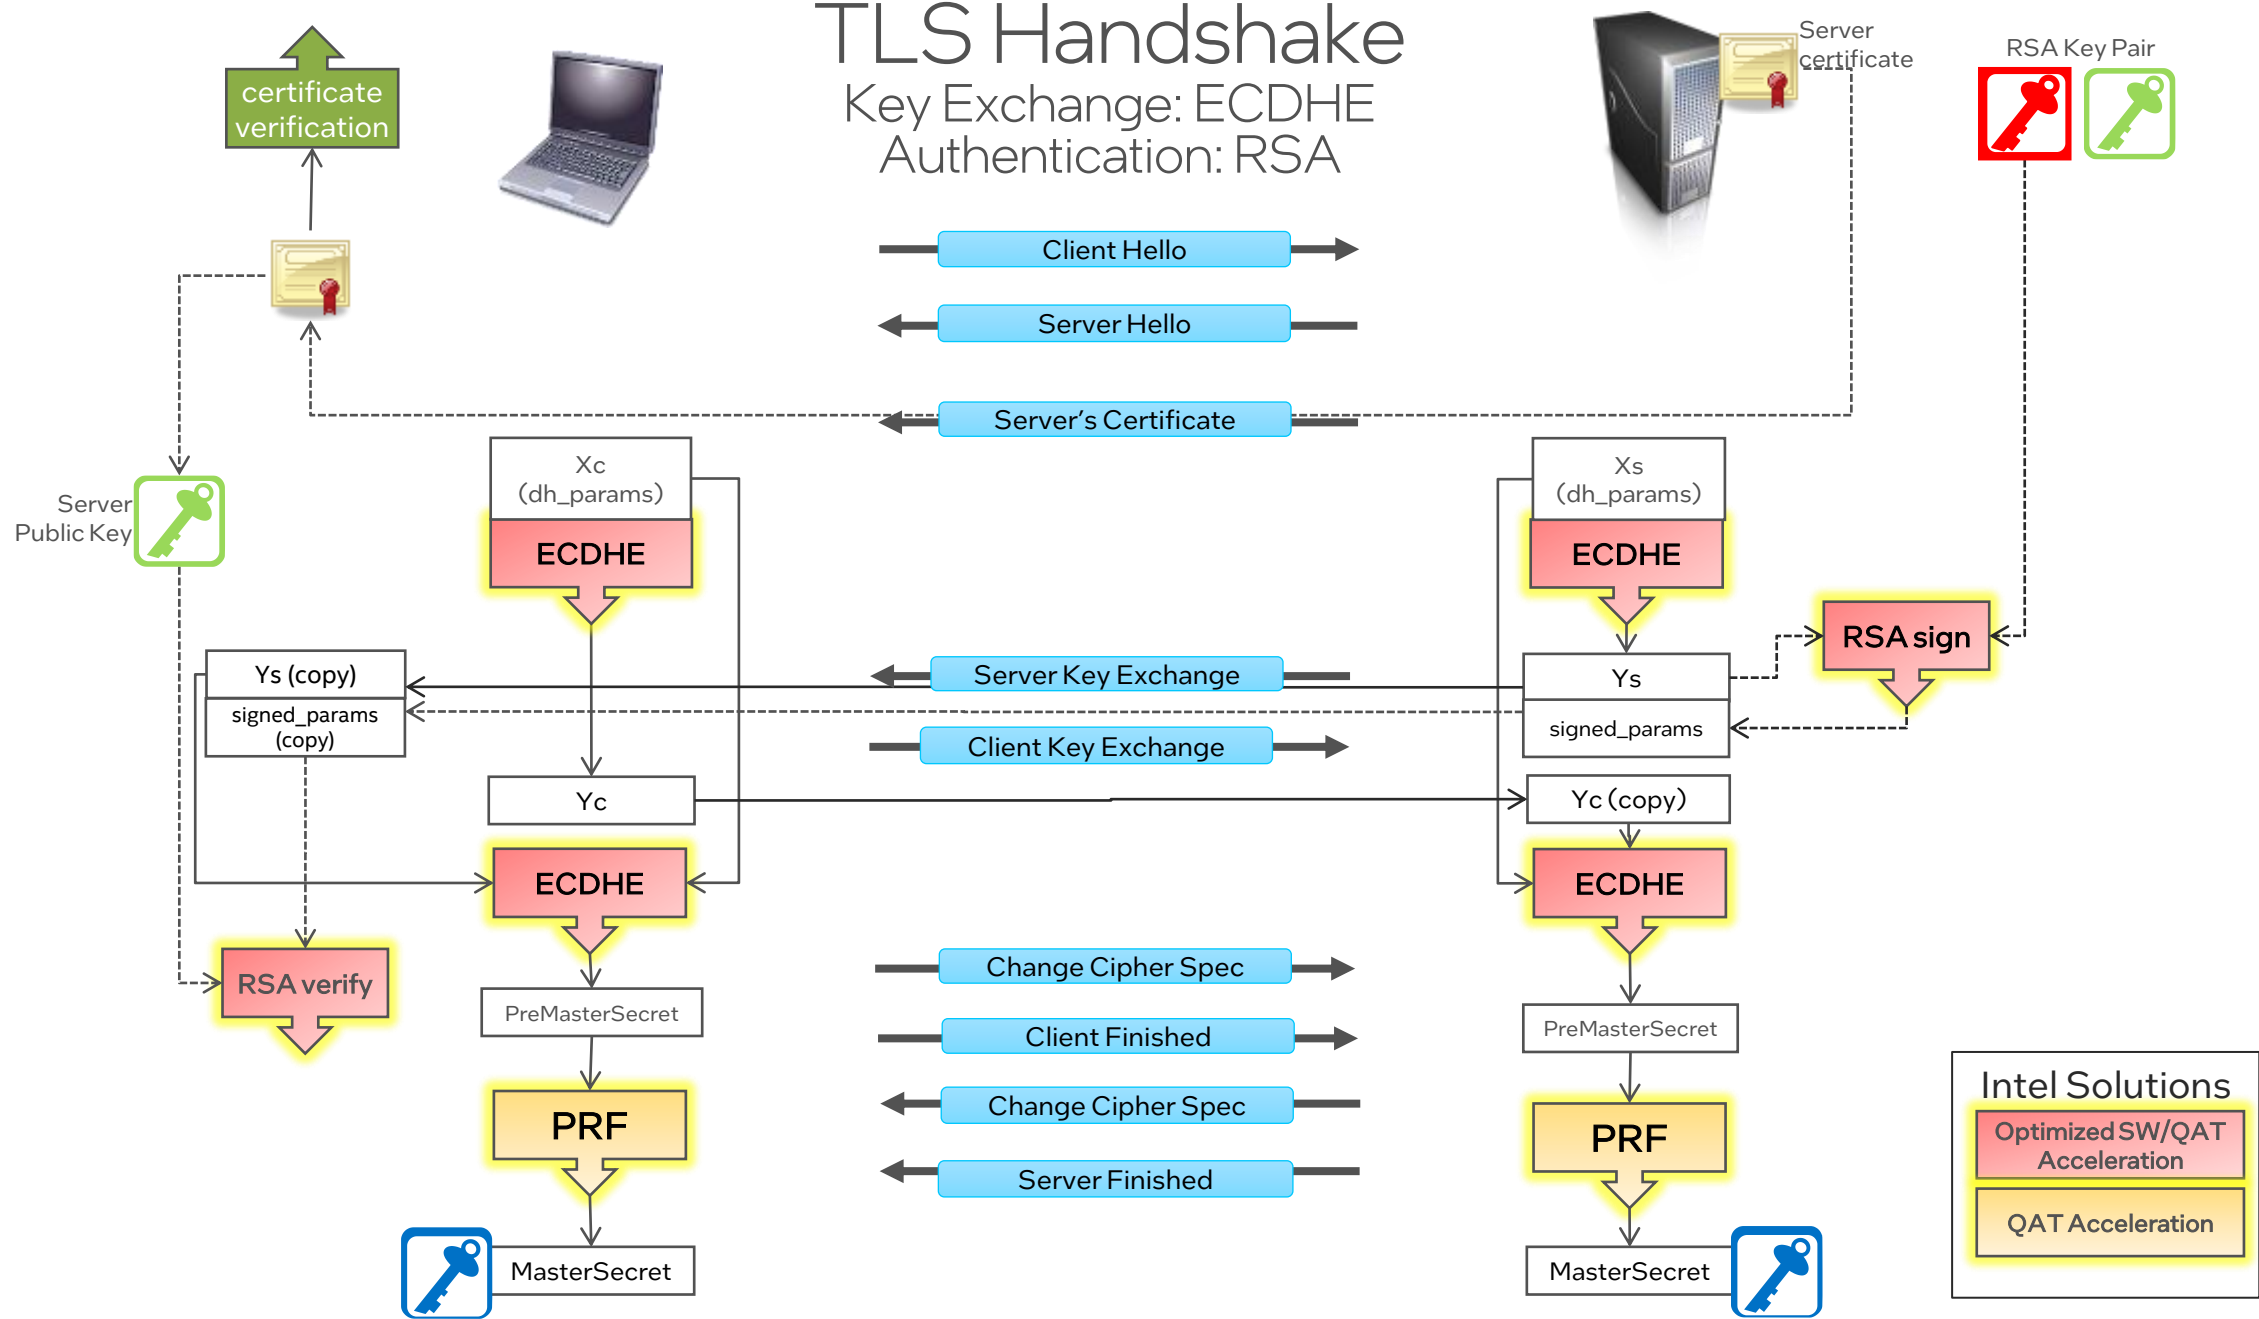 TLS Handshake
Key Exchange: ECDHE
Authentication: RSA
certificate
verification
Server
certificate
RSA Key Pair
Client Hello
Server Hello
Server's Certificate
Xc
(dh_params)
Xs
(dh_params)
Server
Public Key
ECDHE
ECDHE
RSA sign
Ys (copy)
signed_params
(copy)
Server Key Exchange
Ys
signed_params
Client Key Exchange
Yc
Yc (copy)
ECDHE
ECDHE
RSA verify
Change Cipher Spec
PreMasterSecret
PreMasterSecret
Client Finished
PRF
Change Cipher Spec
PRF
Server Finished
MasterSecret
MasterSecret
Intel Solutions
Optimized SW/QAT
Acceleration
QAT Acceleration